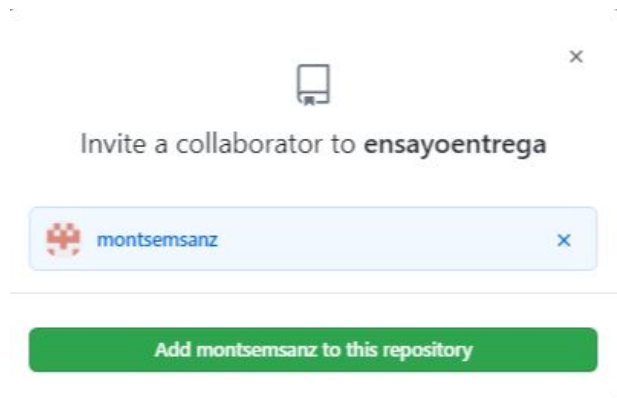 Invite a collaborator to ensayoentrega
montsemsanz
Add montsemsanz to this repository